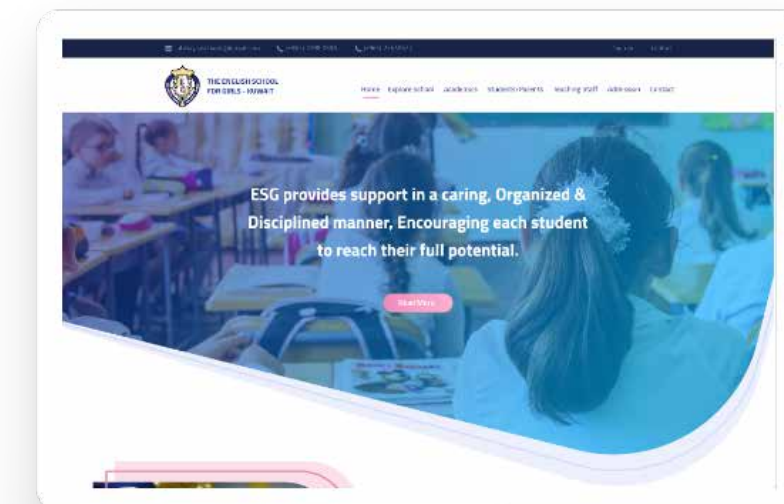 THE ENGLISH SCHOOL
FOR GIRLS - KUWAIT
Home Explore School Academics Students/Parents Teaching Staff Admission Contact
ESG provides support in a caring, Organized &
Disciplined manner, Encouraging each student
to reach their full potential.
Read More